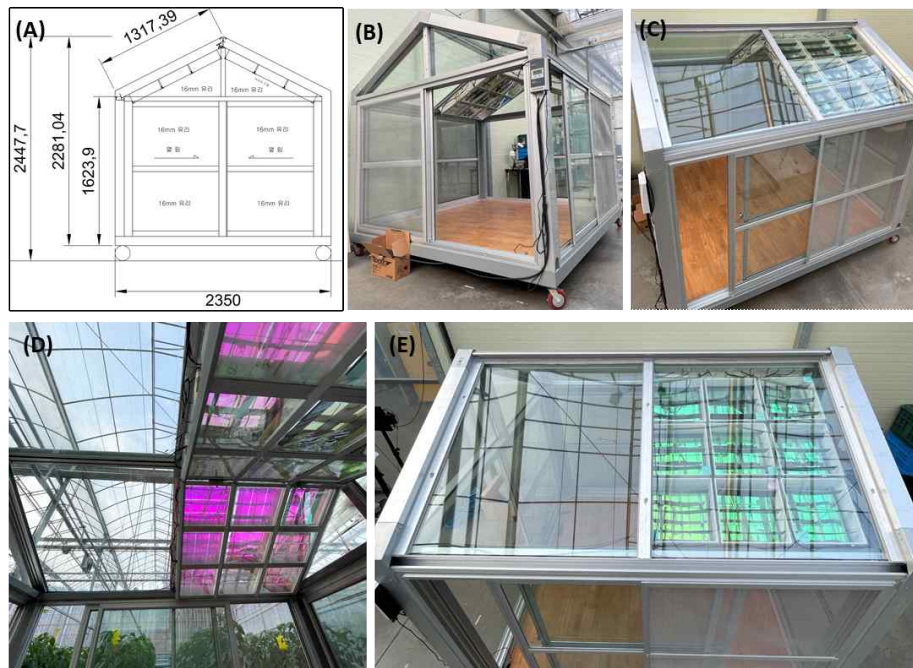 (A)
1317,39
2447,7
2281,04
1623,9
16mm 유리 16mm 유리
16mm 유리 16mm 유리
열 림 열 림
16mm 유리 16mm 유리
2350
(B)
(C)
(D)
(E)